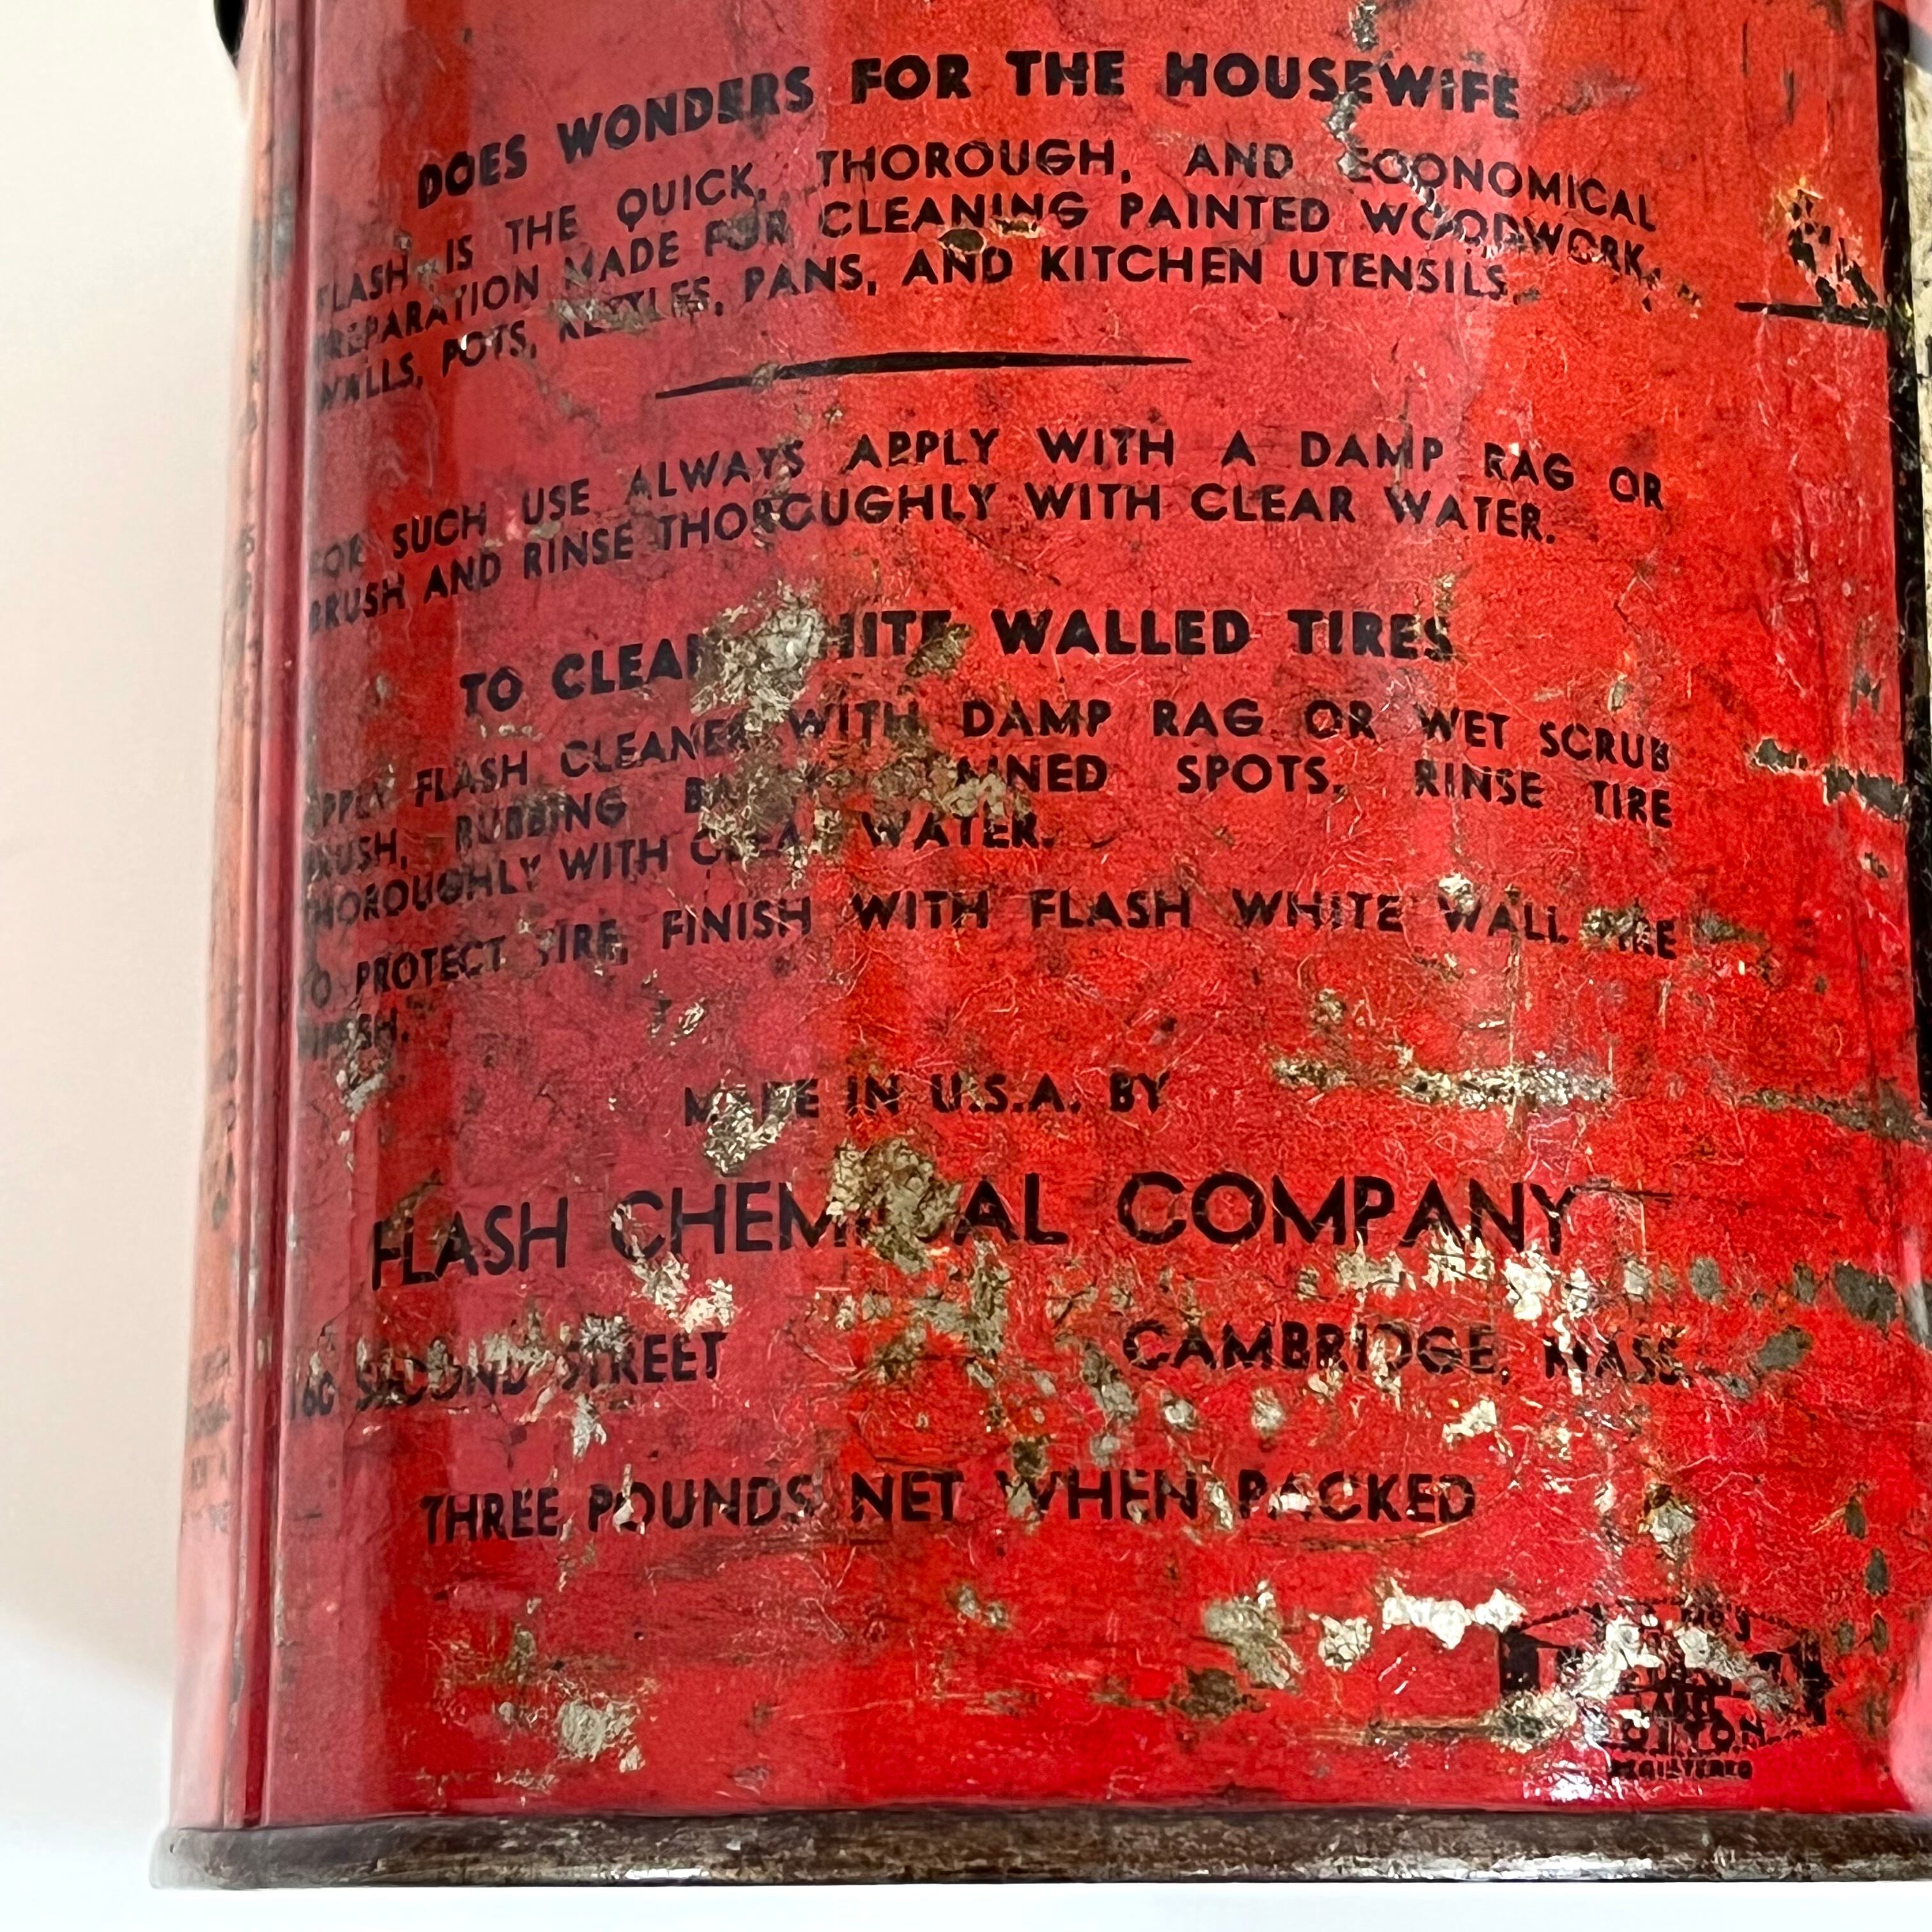 DOES WONDERS FOR THE HOUSEWIFE
FLASH IS THE QUICK, THOROUGH, AND ECONOMICAL
PREPARATION MADE FOR CLEANING PAINTED WOODWORK,
WALLS, POTS, KETTLES, PANS, AND KITCHEN UTENSILS.
FOR SUCH USE ALWAYS APPLY WITH A DAMP RAG OR
BRUSH AND RINSE THOROUGHLY WITH CLEAR WATER.
TO CLEAN WHITE WALLED TIRES
APPLY FLASH CLEANER WITH DAMP RAG OR WET SCRUB
BRUSH, RUBBING SPOTS. RINSE TIRE
THOROUGHLY WITH CLEAR WATER.
TO PROTECT TIRE, FINISH WITH FLASH WHITE WALL TIRE
FINISH.
MADE IN U.S.A. BY
FLASH CHEMICAL COMPANY
160 SECOND STREET CAMBRIDGE, MASS.
THREE POUNDS NET WHEN PACKED
REGISTERED